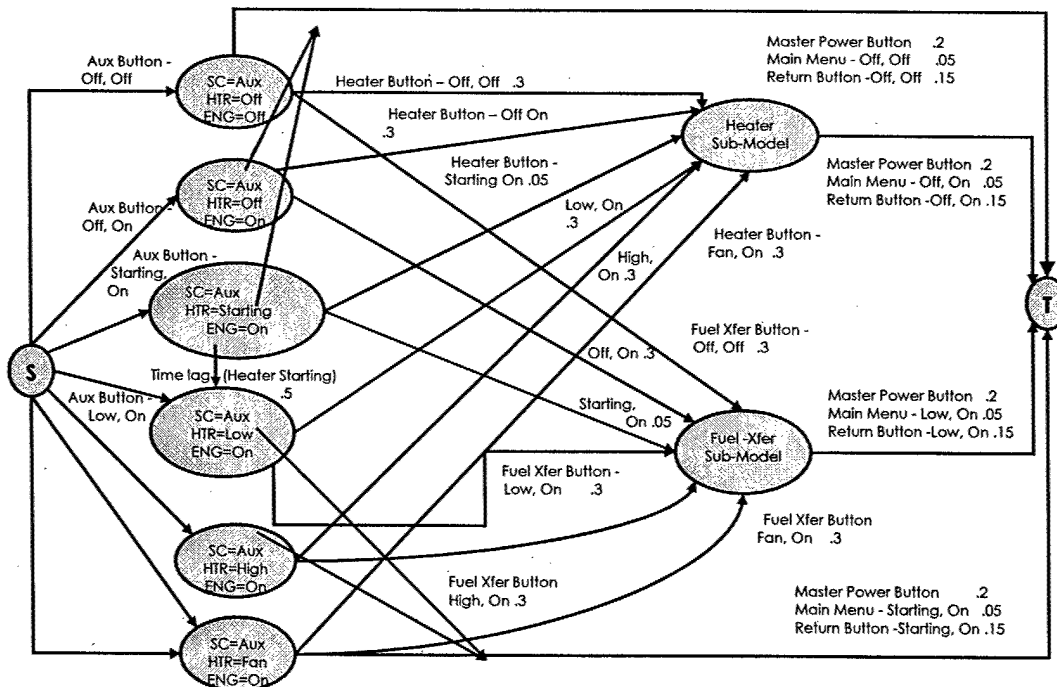 Aux Button -
Off, Off
SC=Aux
HTR=Off
ENG=Off
Heater Button – Off, Off .3
Master Power Button .2
Main Menu - Off, Off .05
Return Button -Off, Off .15
Heater Button – Off On
.3
Heater
Sub-Model
SC=Aux
HTR=Off
ENG=On
Heater Button -
Starting On .05
Master Power Button .2
Main Menu - Off, On .05
Return Button -Off, On .15
Aux Button -
Off, On
Low, On
.3
Aux Button -
Starting,
On
High,
On .3
Heater Button -
Fan, On .3
SC=Aux
HTR=Starting
ENG=On
T
Off, On .3
Fuel Xfer Button -
Off, Off .3
S
Time lag (Heater Starting)
.5
Aux Button -
Low, On
SC=Aux
HTR=Low
ENG=On
Starting,
On .05
Fuel -Xfer
Sub-Model
Master Power Button .2
Main Menu - Low, On .05
Return Button -Low, On .15
Fuel Xfer Button -
Low, On .3
SC=Aux
HTR=High
ENG=On
Fuel Xfer Button
Fan, On .3
Fuel Xfer Button
High, On .3
Master Power Button .2
Main Menu - Starting, On .05
Return Button -Starting, On .15
SC=Aux
HTR=Fan
ENG=On